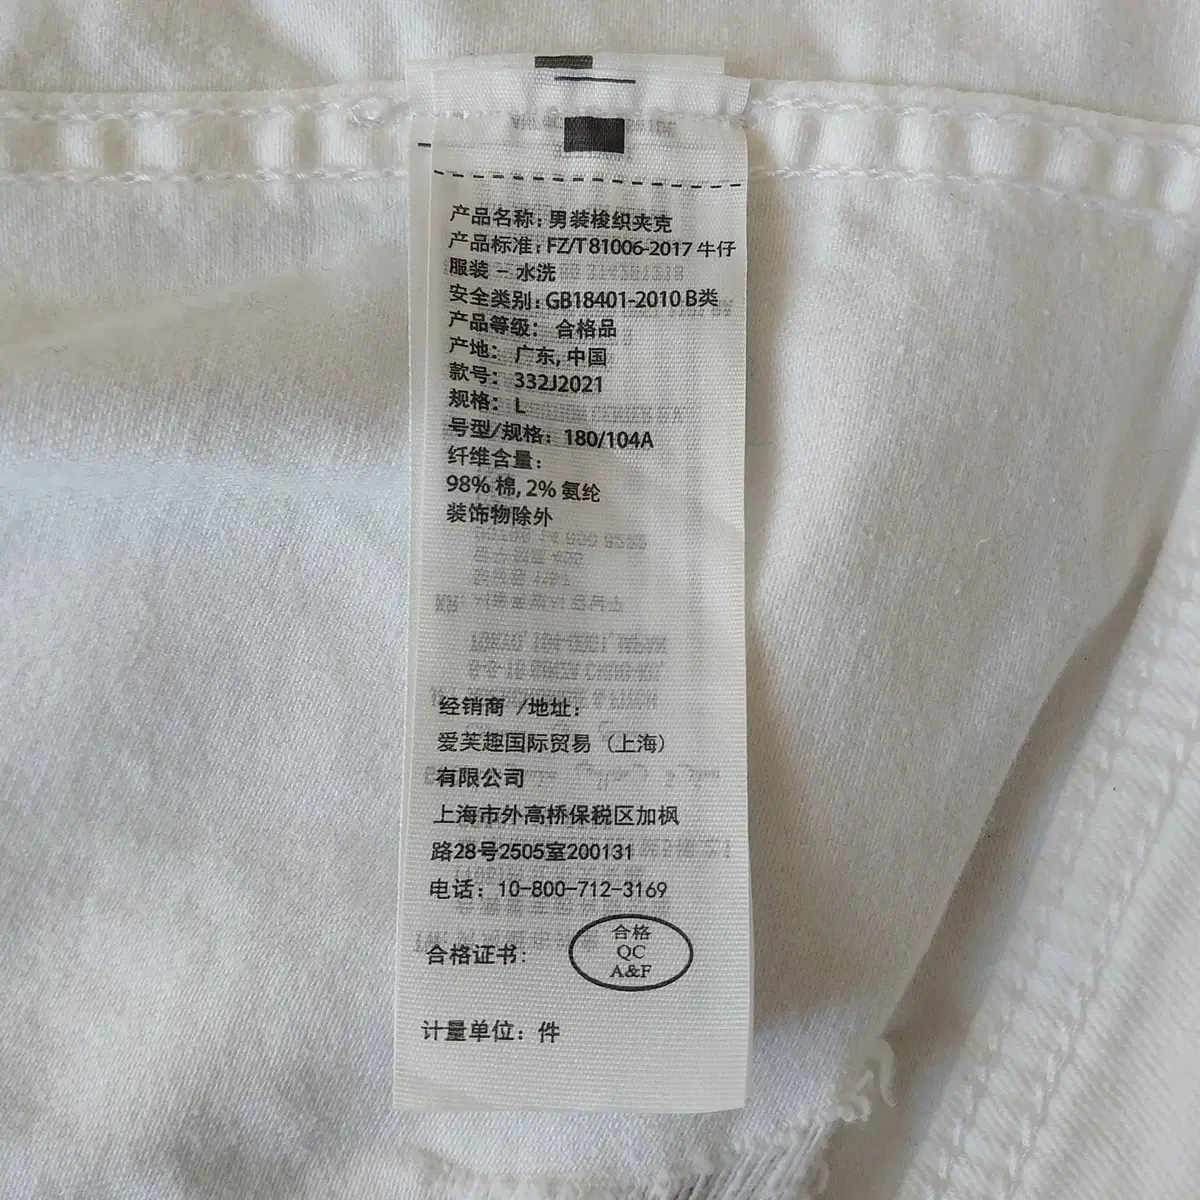 产品名称: 男装梭织夹克
产品标准: FZ/T 81006-2017 牛仔
服装 - 水洗
安全类别: GB18401-2010 B类
产品等级: 合格品
产地: 广东, 中国
款号: 332J2021
规格: L
号型/规格: 180/104A
纤维含量:
98% 棉, 2% 氨纶
装饰物除外
经销商 /地址:
爱芙趣国际贸易 (上海)
有限公司
上海市外高桥保税区加枫
路28号2505室200131
电话: 10-800-712-3169
合格证书:
合格
QC
A&F
计量单位: 件